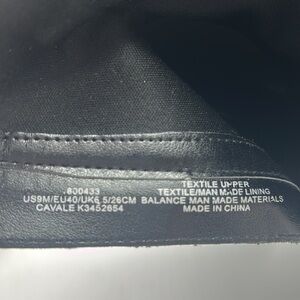 800433
US9M/EU40/UK6.5/26CM
CAVALE K3452654
TEXTILE UPPER
TEXTILE/MAN MADE LINING
BALANCE MAN MADE MATERIALS
MADE IN CHINA